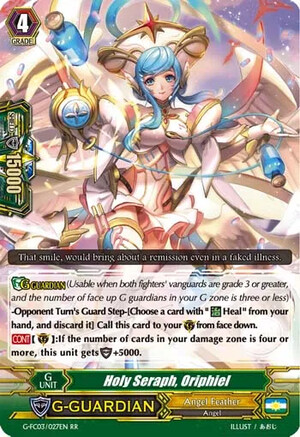 4
GRADE
15000
That smile, would bring about a remission even in a faked illness.
G GUARDIAN (Usable when both fighters' vanguards are grade 3 or greater,
and the number of face up G guardians in your G zone is three or less)
-Opponent Turn's Guard Step-[Choose a card with "Heal" from your
hand, and discard it] Call this card to your from face down.
CONT【 】:If the number of cards in your damage zone is four or
more, this unit gets +5000.
G
UNIT
Holy Seraph, Oriphiel
G-GUARDIAN
Angel Feather
Angel
G-FC03/027EN RR
ILLUST / あおじ